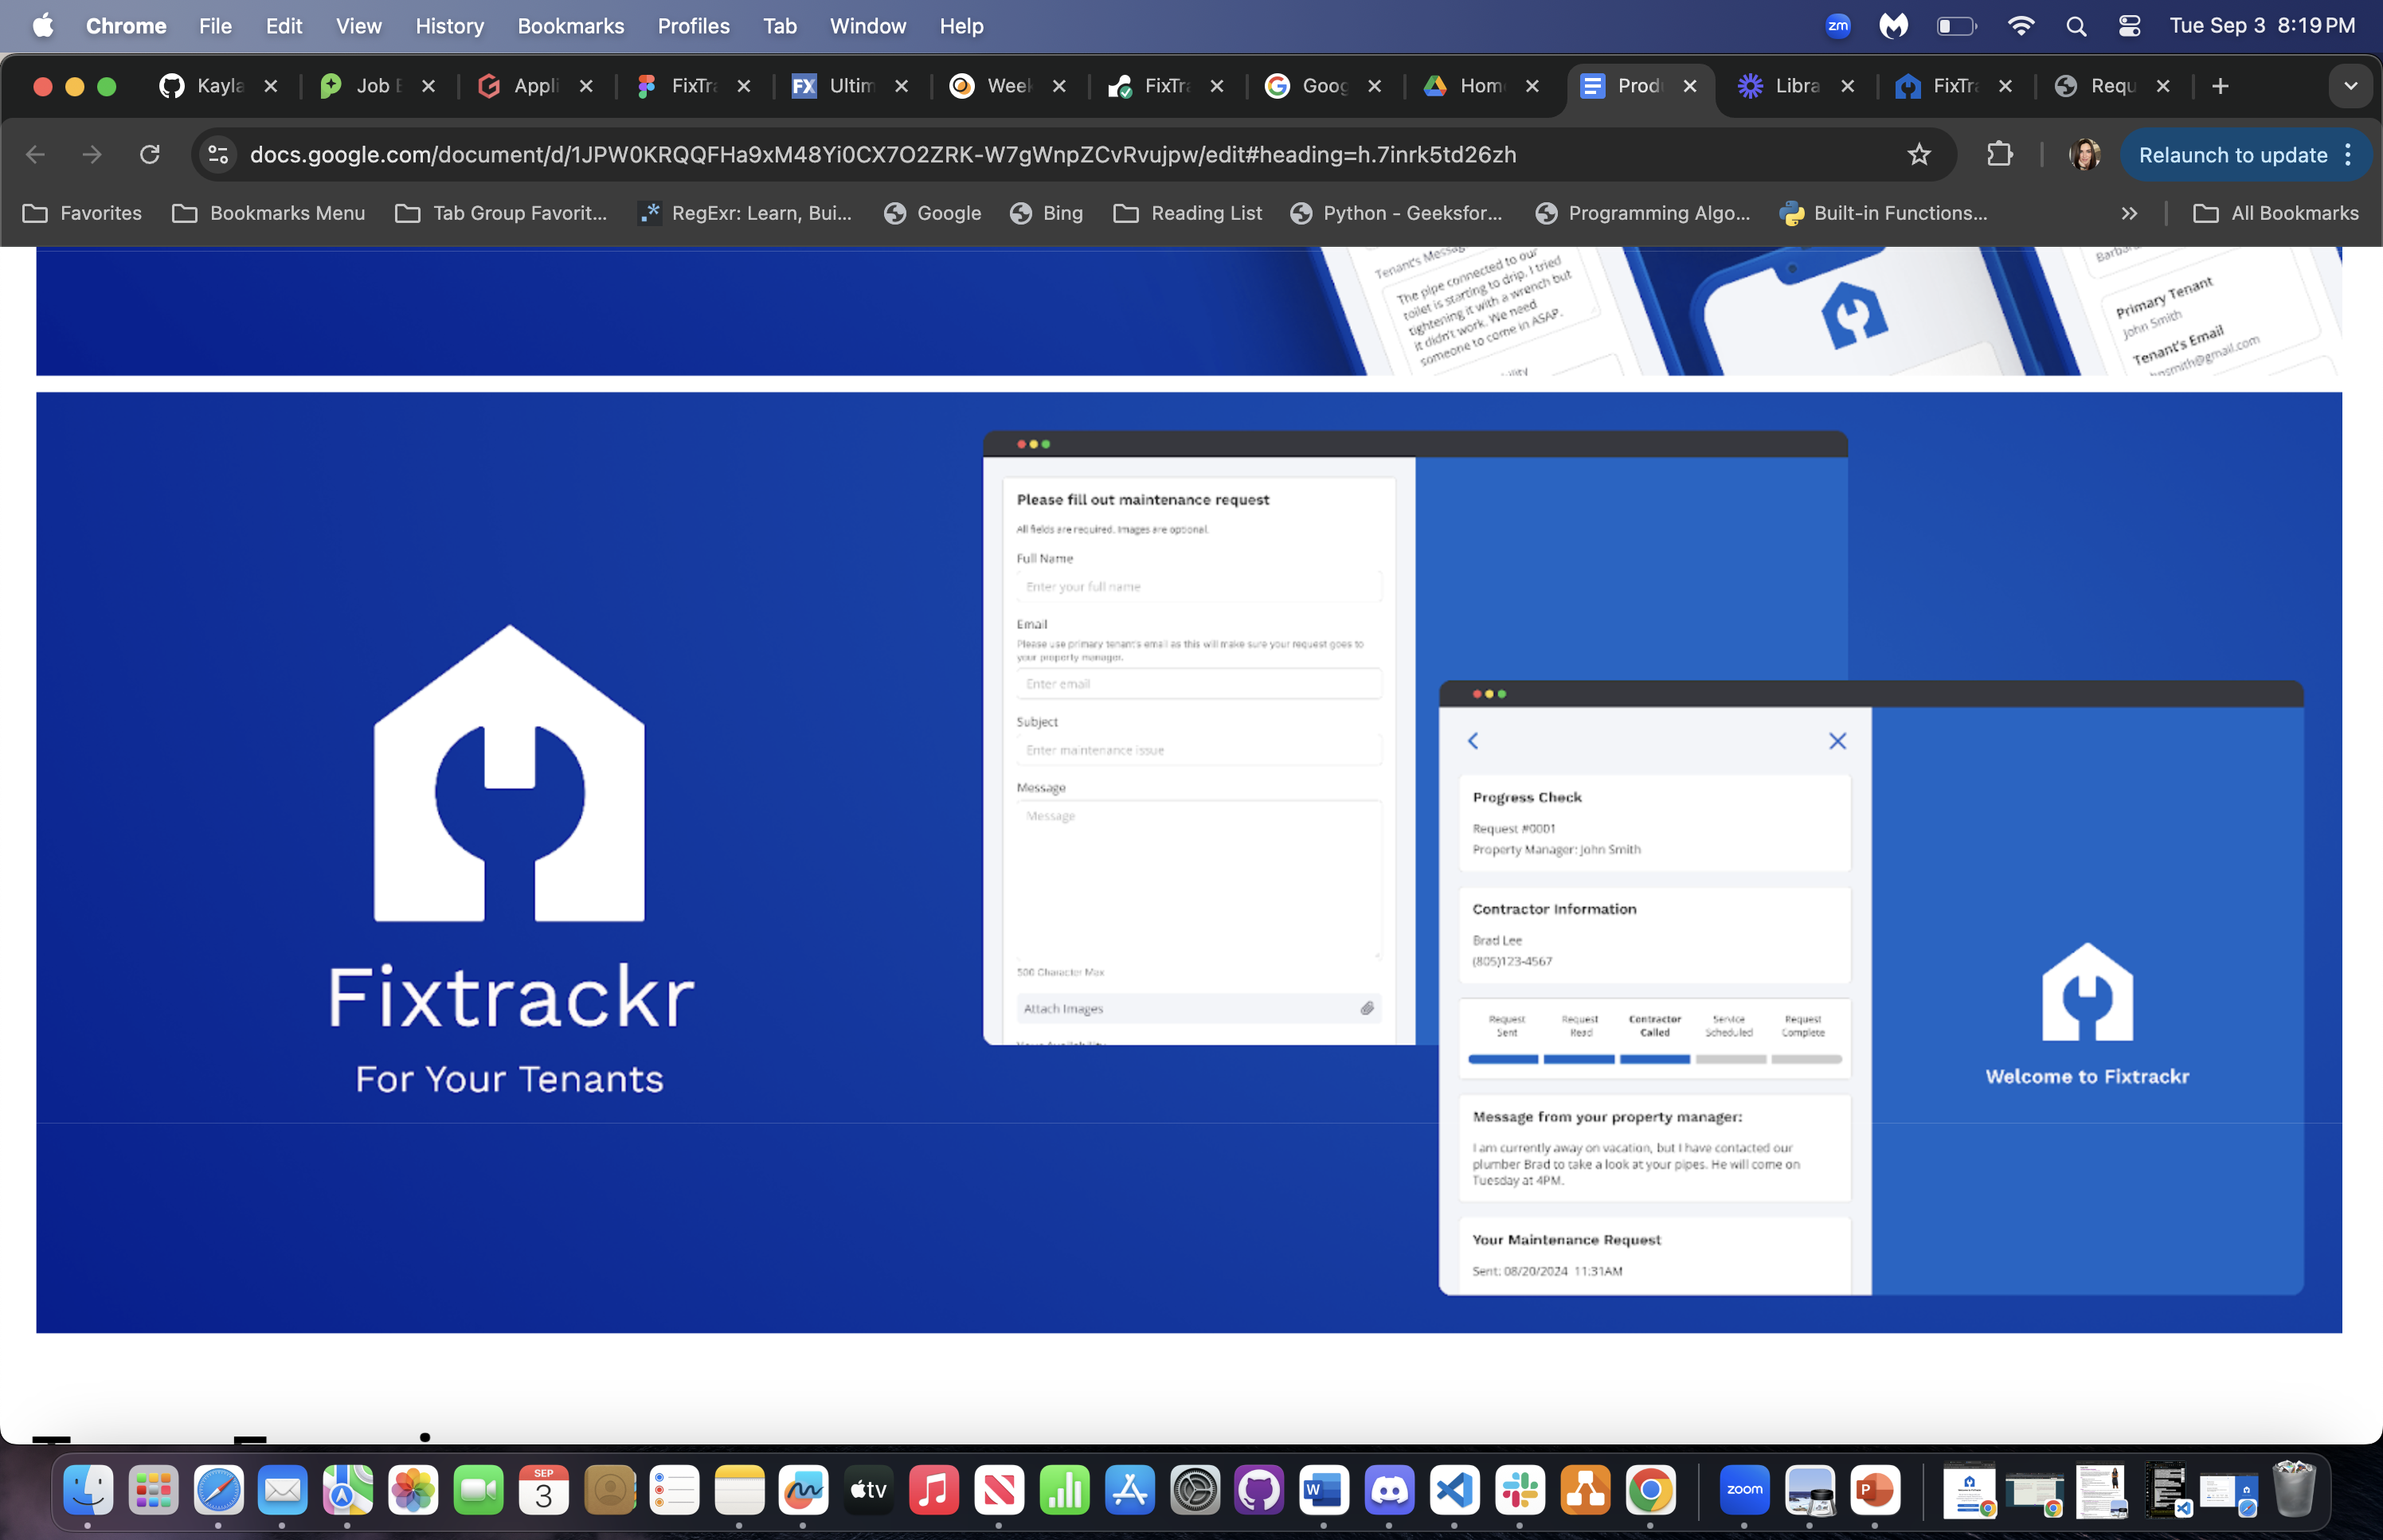 Chrome File Edit View History Bookmarks Profiles Tab Window Help
zm Tue Sep 3 8:19 PM
Kayla Job Appli FixTra FX Ultim Week FixTra Goog Hom Prod Libra FixTra Requ
docs.google.com/document/d/1JPW0KRQQFHa9xM48Yi0CX7O2ZRK-W7gWnpZCvRvujpw/edit#heading=h.7inrk5td26zh
Relaunch to update
Favorites Bookmarks Menu Tab Group Favorit... RegExr: Learn, Bui... Google Bing Reading List Python - Geeksfor... Programming Algo... Built-in Functions... All Bookmarks
Tenant's Message
The pipe connected to our
toilet is starting to drip. I tried
tightening it with a wrench but
it didn't work. We need
someone to come in ASAP.
Primary Tenant
John Smith
Tenant's Email
Fixtrackr
For Your Tenants
Please fill out maintenance request
All fields are required. Images are optional.
Full Name
Enter your full name
Email
Please use primary tenant's email as this will make sure your request goes to
your property manager.
Enter email
Subject
Enter maintenance issue
Message
Message
500 Character Max
Attach Images
Progress Check
Request #0001
Property Manager: John Smith
Contractor Information
Brad Lee
(805)123-4567
Request Request Contractor Service Request
Sent Read Called Scheduled Complete
Message from your property manager:
I am currently away on vacation, but I have contacted our
plumber Brad to take a look at your pipes. He will come on
Tuesday at 4PM.
Your Maintenance Request
Sent: 08/20/2024 11:31AM
Welcome to Fixtrackr
SEP
3
tv
W
zoom
P